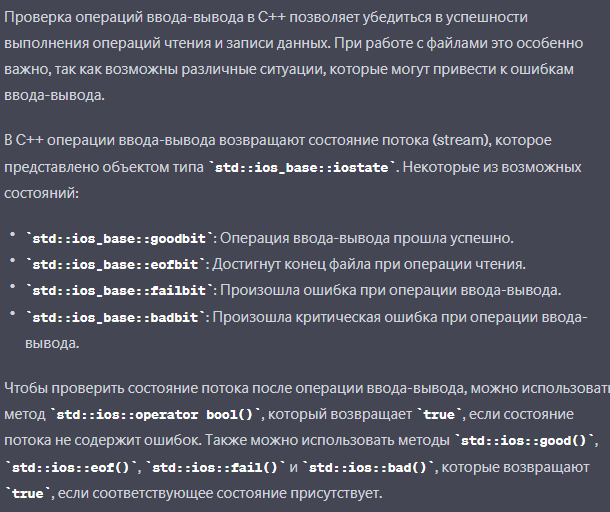 Проверка операций ввода-вывода в C++ позволяет убедиться в успешности
выполнения операций чтения и записи данных. При работе с файлами это особенно
важно, так как возможны различные ситуации, которые могут привести к ошибкам
ввода-вывода.
В C++ операции ввода-вывода возвращают состояние потока (stream), которое
представлено объектом типа `std::ios_base::iostate`. Некоторые из возможных
состояний:
• `std::ios_base::goodbit`: Операция ввода-вывода прошла успешно.
• `std::ios_base::eofbit`: Достигнут конец файла при операции чтения.
• `std::ios_base::failbit`: Произошла ошибка при операции ввода-вывода.
• `std::ios_base::badbit`: Произошла критическая ошибка при операции ввода-
вывода.
Чтобы проверить состояние потока после операции ввода-вывода, можно использовать
метод `std::ios::operator bool()`, который возвращает `true`, если состояние
потока не содержит ошибок. Также можно использовать методы `std::ios::good()`,
`std::ios::eof()`, `std::ios::fail()` и `std::ios::bad()`, которые возвращают
`true`, если соответствующее состояние присутствует.